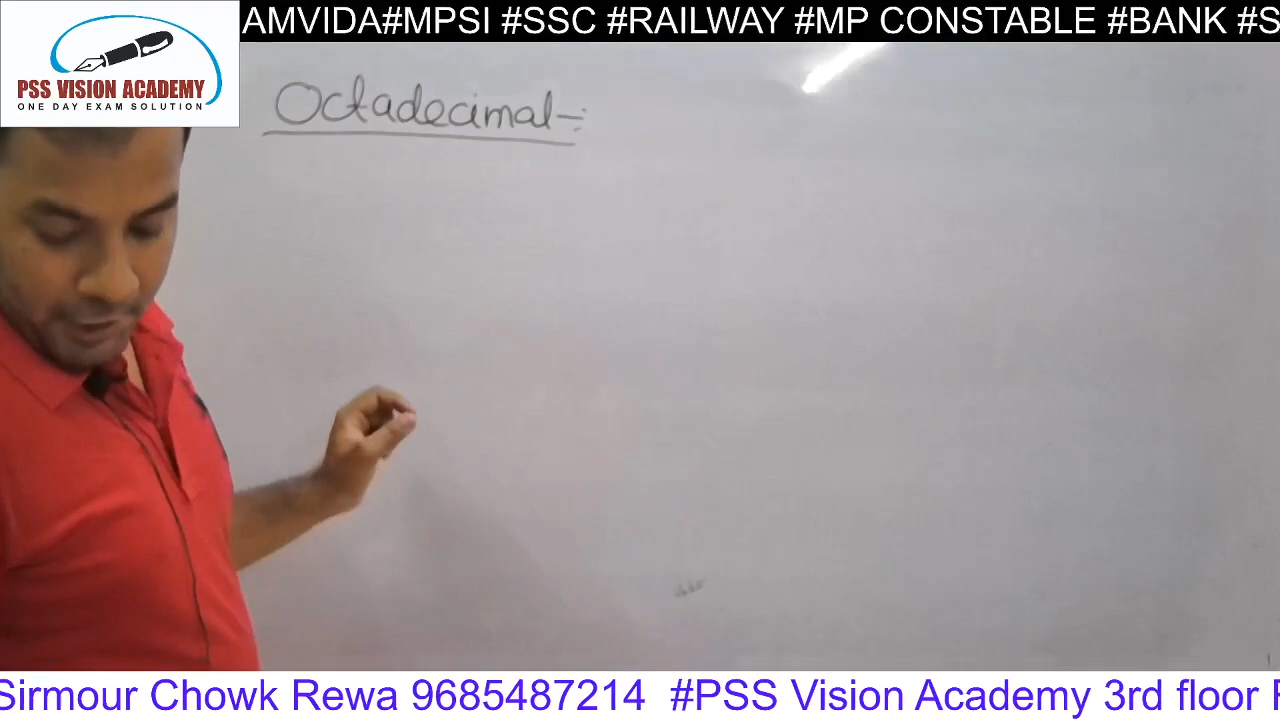 AMVIDA#MPSI #SSC #RAILWAY #MP CONSTABLE #BANK #S
PSS VISION ACADEMY
ONE DAY EXAM SOLUTION
Octadecimal-:
Sirmour Chowk Rewa 9685487214 #PSS Vision Academy 3rd floor